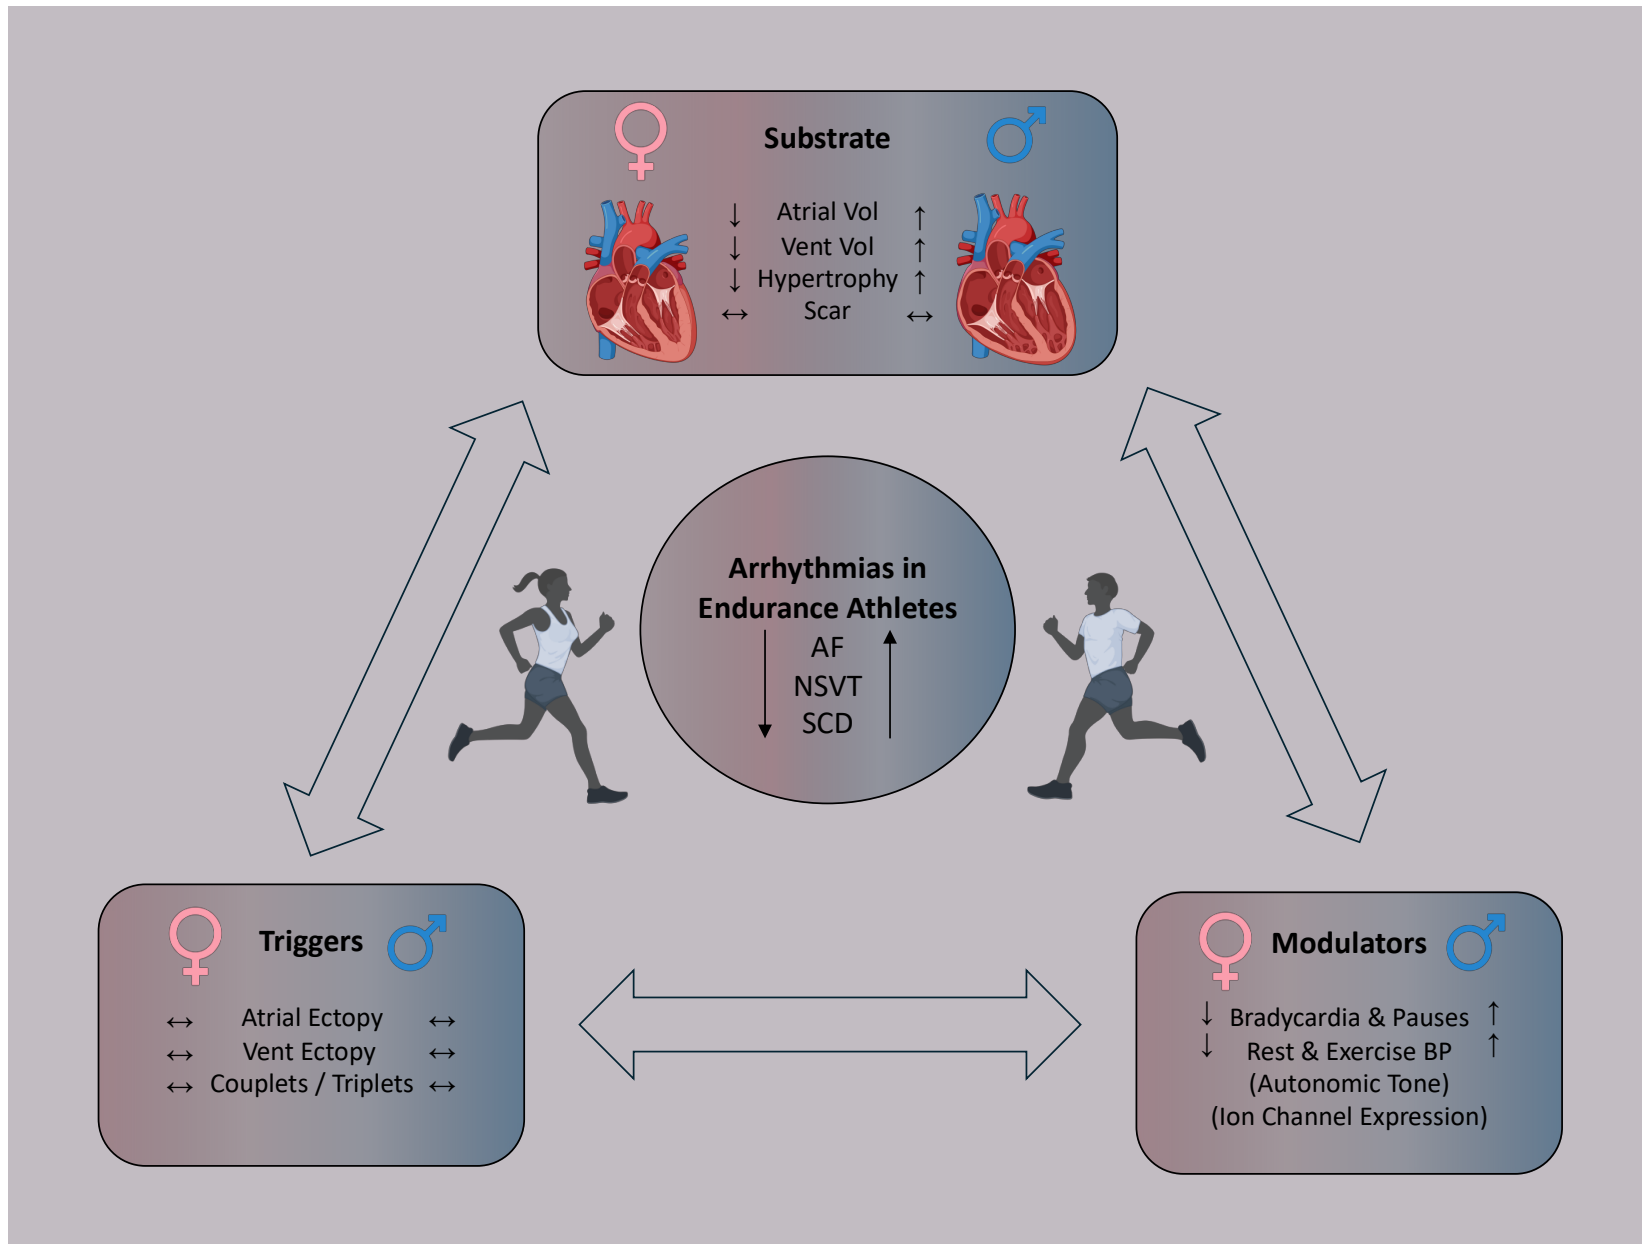 Substrate
↓ Atrial Vol ↑
↓ Vent Vol ↑
↓ Hypertrophy ↑
↔ Scar ↔
Arrhythmias in
Endurance Athletes
AF
NSVT
SCD
Triggers
↔ Atrial Ectopy ↔
↔ Vent Ectopy ↔
↔ Couplets / Triplets ↔
Modulators
↓ Bradycardia & Pauses ↑
↓ Rest & Exercise BP ↑
(Autonomic Tone)
(Ion Channel Expression)